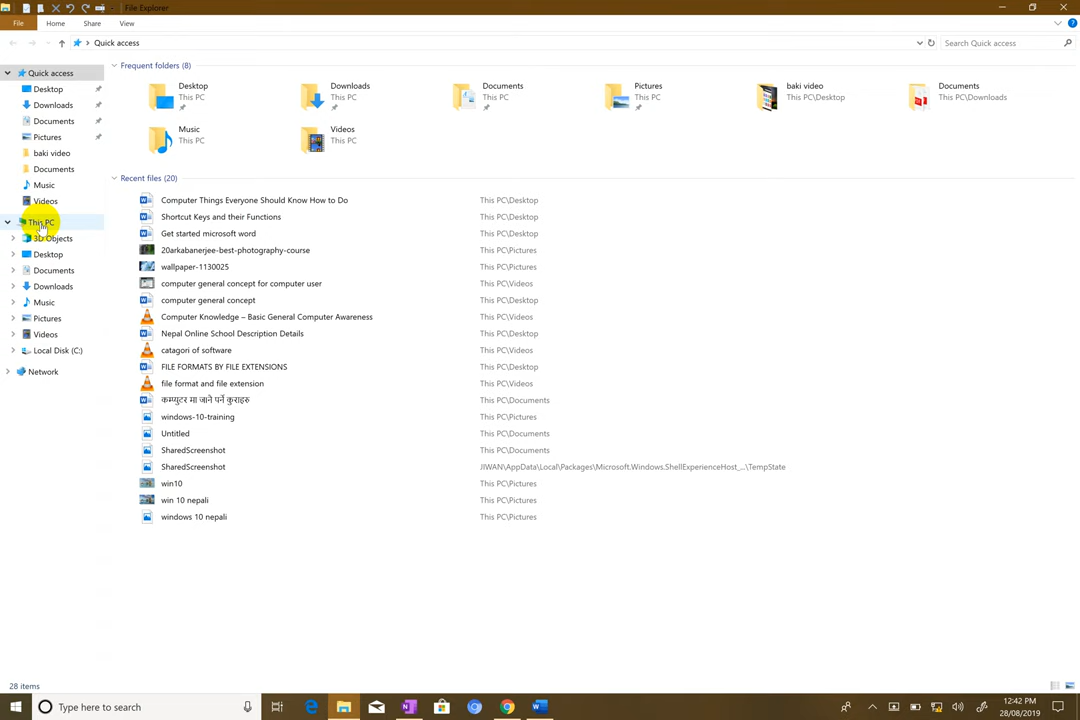 File Explorer
File Home Share View
Quick access
Search Quick access
Quick access
Desktop
Downloads
Documents
Pictures
baki video
Documents
Music
Videos
This PC
3D Objects
Desktop
Documents
Downloads
Music
Pictures
Videos
Local Disk (C:)
Network
Frequent folders (8)
Desktop
This PC
Downloads
This PC
Documents
This PC
Pictures
This PC
baki video
This PC\Desktop
Documents
This PC\Downloads
Music
This PC
Videos
This PC
Recent files (20)
Computer Things Everyone Should Know How to Do This PC\Desktop
Shortcut Keys and their Functions This PC\Desktop
Get started microsoft word This PC\Desktop
20arkabanerjee-best-photography-course This PC\Pictures
wallpaper-1130025 This PC\Pictures
computer general concept for computer user This PC\Videos
computer general concept This PC\Desktop
Computer Knowledge – Basic General Computer Awareness This PC\Videos
Nepal Online School Description Details This PC\Desktop
catagori of software This PC\Videos
FILE FORMATS BY FILE EXTENSIONS This PC\Desktop
file format and file extension This PC\Videos
कम्प्युटर मा जाने पर्ने कुराहरु This PC\Documents
windows-10-training This PC\Pictures
Untitled This PC\Documents
SharedScreenshot This PC\Documents
SharedScreenshot JIWAN\AppData\Local\Packages\Microsoft.Windows.ShellExperienceHost_...\TempState
win10 This PC\Pictures
win 10 nepali This PC\Pictures
windows 10 nepali This PC\Pictures
28 items
Type here to search
12:42 PM
28/08/2019